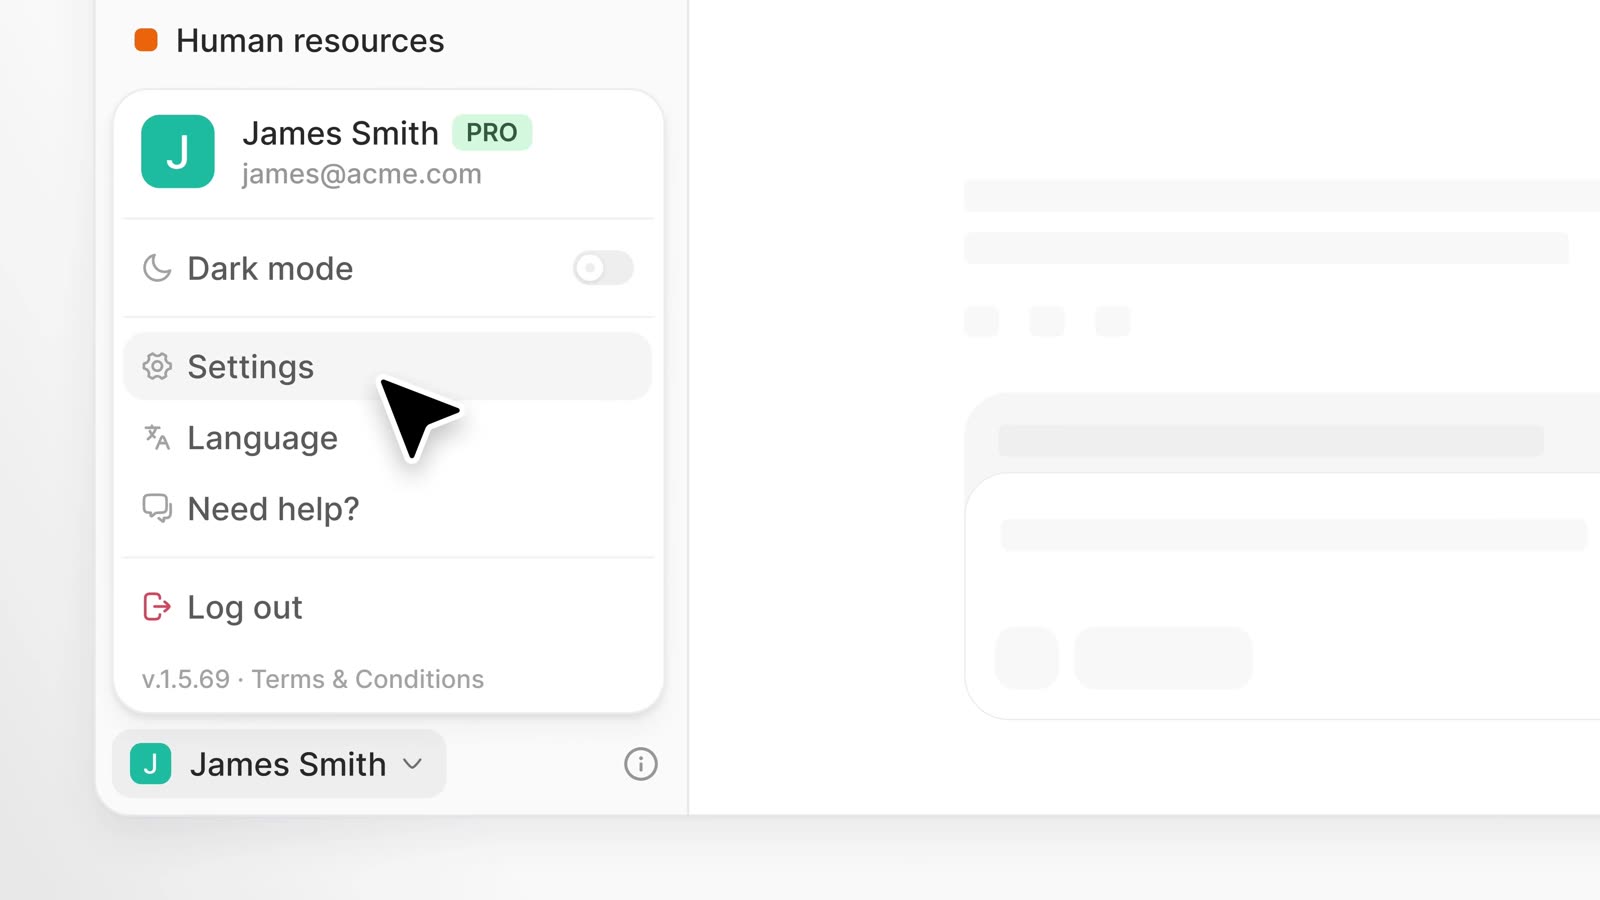 Human resources
J
James Smith PRO
james@acme.com
Dark mode
Settings
Language
Need help?
Log out
v.1.5.69 · Terms & Conditions
J James Smith